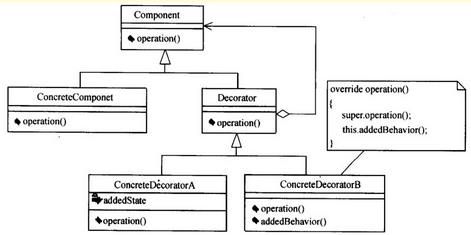 Component
operation()
ConcreteComponet
operation()
Decorator
operation()
override operation()
{
super.operation();
this.addedBehavior();
}
ConcreteDecoratorA
addedState
operation()
ConcreteDecoratorB
operation()
addedBehavior()